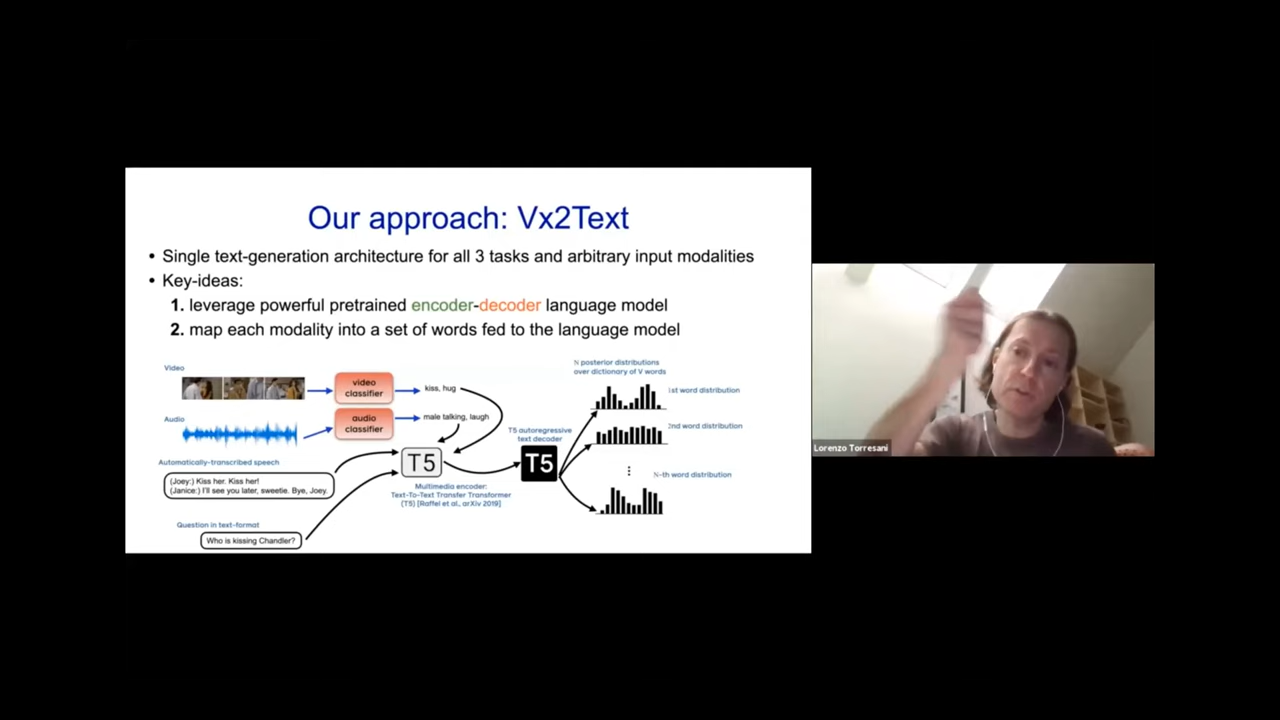 Our approach: Vx2Text
• Single text-generation architecture for all 3 tasks and arbitrary input modalities
• Key-ideas:
1. leverage powerful pretrained encoder-decoder language model
2. map each modality into a set of words fed to the language model
Video
video
classifier
kiss, hug
Audio
audio
classifier
male talking, laugh
Automatically-transcribed speech
(Joey:) Kiss her. Kiss her!
(Janice:) I'll see you later, sweetie. Bye, Joey.
Question in text-format
Who is kissing Chandler?
T5
Multimedia encoder:
Text-To-Text Transfer Transformer
(T5) [Raffel et al., arXiv 2019]
T5 autoregressive
text decoder
T5
N posterior distributions
over dictionary of V words
1st word distribution
2nd word distribution
⋮
N-th word distribution
Lorenzo Torresani